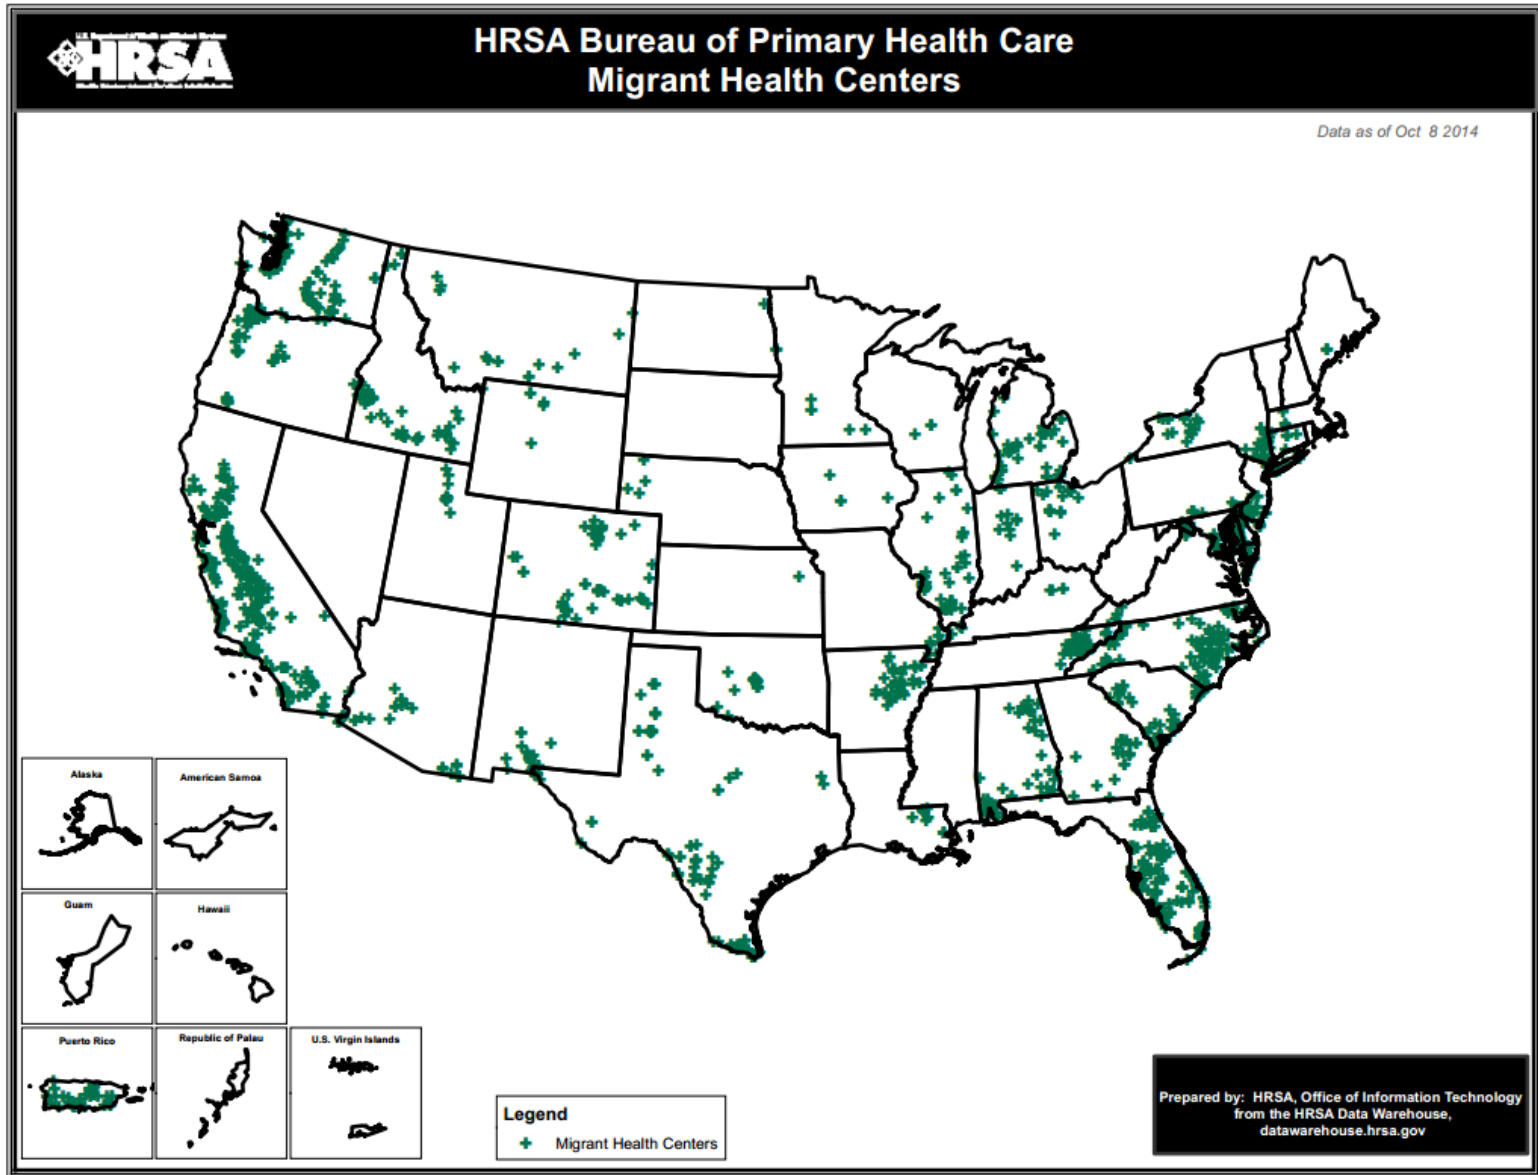 HRSA
HRSA Bureau of Primary Health Care
Migrant Health Centers
Data as of Oct 8 2014
Alaska
American Samoa
Guam
Hawaii
Puerto Rico
Republic of Palau
U.S. Virgin Islands
Legend
Migrant Health Centers
Prepared by: HRSA, Office of Information Technology
from the HRSA Data Warehouse,
datawarehouse.hrsa.gov